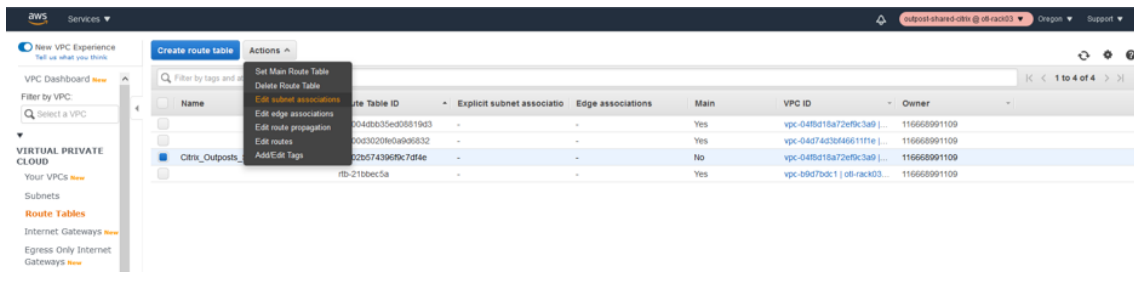 aws Services outpost-shared-citrix @ otl-rack03 Oregon Support
New VPC Experience
Tell us what you think
Create route table Actions
VPC Dashboard New
Filter by tags and
1 to 4 of 4
Filter by VPC:
Select a VPC
Set Main Route Table
Delete Route Table
Edit subnet associations
Edit edge associations
Edit route propagation
Edit routes
Add/Edit Tags
Name ute Table ID Explicit subnet associatio Edge associations Main VPC ID Owner
004dbb35ed08819d3 - - Yes vpc-04f8d18a72ef9c3a9 |... 116668991109
00d3020fe0a9d6832 - - Yes vpc-04d74d3bf46611f1e |... 116668991109
Citrix_Outposts_ 02b574396f9c7df4e - - No vpc-04f8d18a72ef9c3a9 |... 116668991109
rtb-21bbec5a - - Yes vpc-b9d7bdc1 | otl-rack03... 116668991109
VIRTUAL PRIVATE
CLOUD
Your VPCs New
Subnets
Route Tables
Internet Gateways New
Egress Only Internet
Gateways New